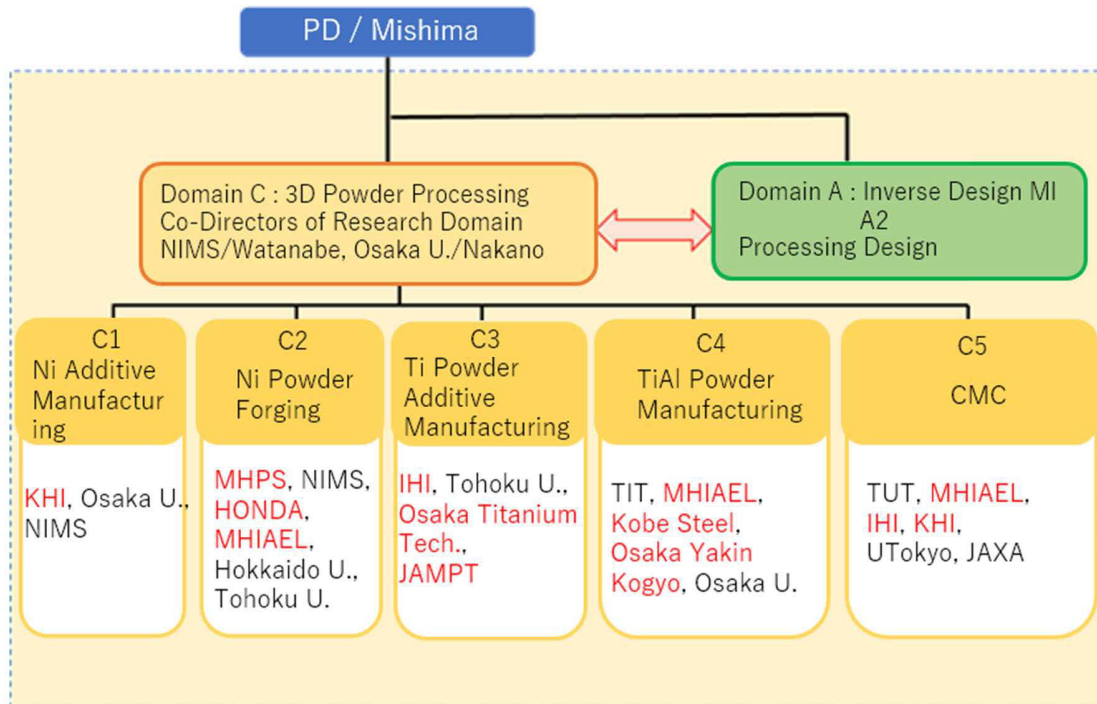 PD / Mishima
Domain C : 3D Powder Processing
Co-Directors of Research Domain
NIMS/Watanabe, Osaka U./Nakano
Domain A : Inverse Design MI
A2
Processing Design
C1
Ni Additive
Manufactur
ing
KHI, Osaka U.,
NIMS
C2
Ni Powder
Forging
MHPS, NIMS,
HONDA,
MHIAEL,
Hokkaido U.,
Tohoku U.
C3
Ti Powder
Additive
Manufacturing
IHI, Tohoku U.,
Osaka Titanium
Tech.,
JAMPT
C4
TiAl Powder
Manufacturing
TIT, MHIAEL,
Kobe Steel,
Osaka Yakin
Kogyo, Osaka U.
C5
CMC
TUT, MHIAEL,
IHI, KHI,
UTokyo, JAXA